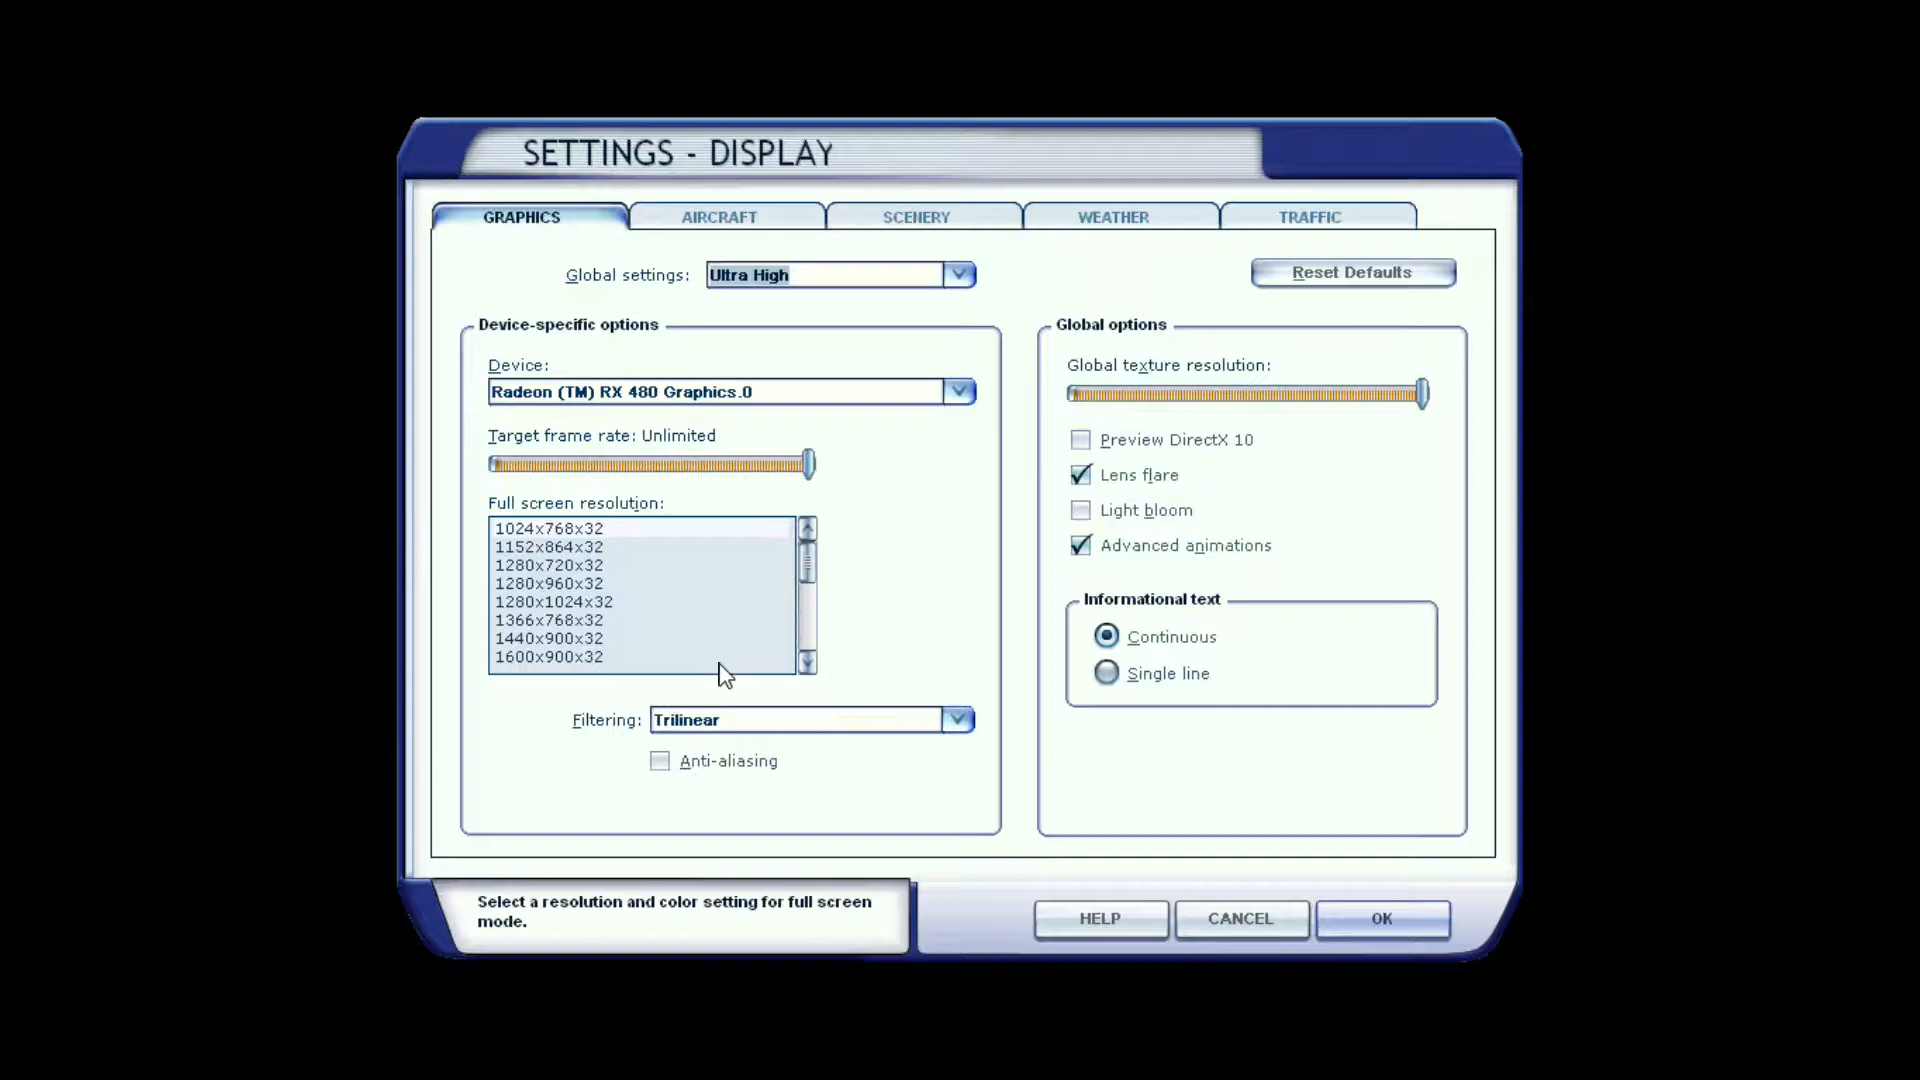 SETTINGS - DISPLAY
GRAPHICS
AIRCRAFT
SCENERY
WEATHER
TRAFFIC
Global settings:
Ultra High
Reset Defaults
Device-specific options
Device:
Radeon (TM) RX 480 Graphics.0
Target frame rate: Unlimited
Full screen resolution:
1024x768x32
1152x864x32
1280x720x32
1280x960x32
1280x1024x32
1366x768x32
1440x900x32
1600x900x32
Filtering:
Trilinear
Anti-aliasing
Global options
Global texture resolution:
Preview DirectX 10
Lens flare
Light bloom
Advanced animations
Informational text
Continuous
Single line
Select a resolution and color setting for full screen
mode.
HELP
CANCEL
OK